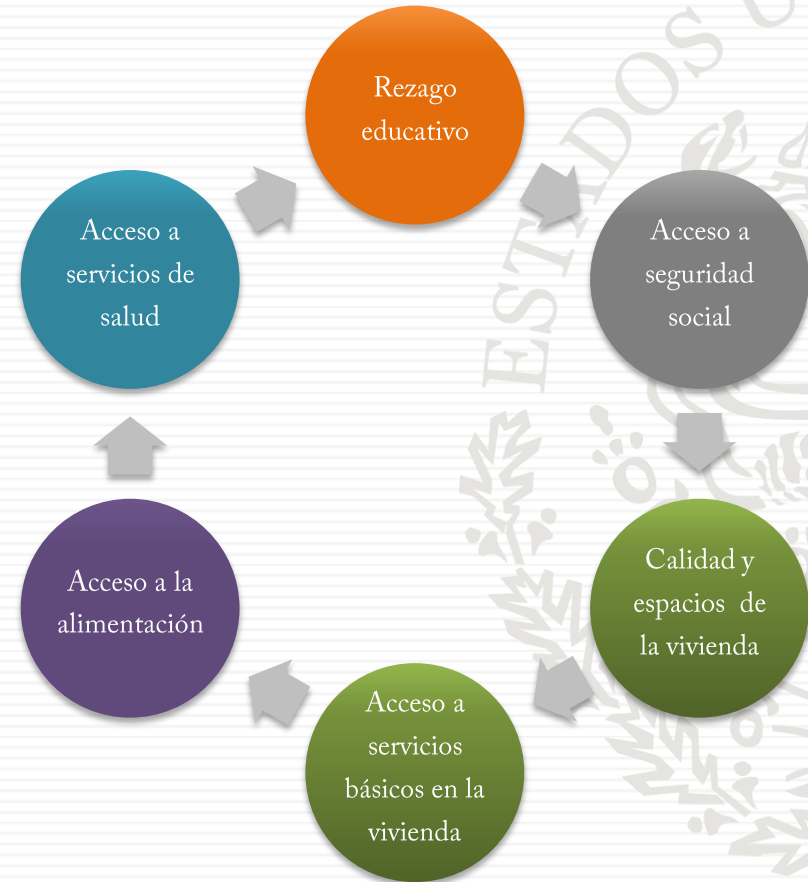 Rezago
educativo
Acceso a
seguridad
social
Calidad y
espacios de
la vivienda
Acceso a
servicios
básicos en la
vivienda
Acceso a la
alimentación
Acceso a
servicios de
salud
ESTADOS U